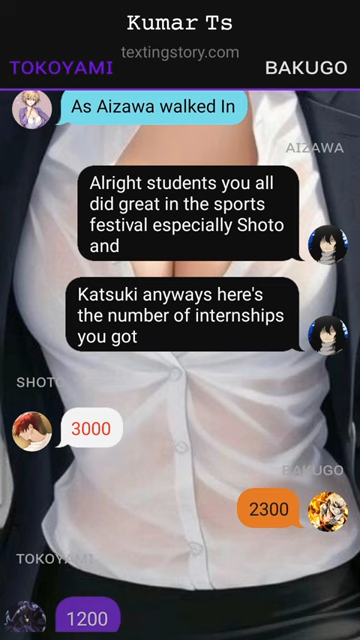 Kumar Ts
textingstory.com
TOKOYAMI
BAKUGO
As Aizawa walked In
AIZAWA
Alright students you all
did great in the sports
festival especially Shoto
and
Katsuki anyways here's
the number of internships
you got
SHOTO
3000
BAKUGO
2300
TOKOYAMI
1200